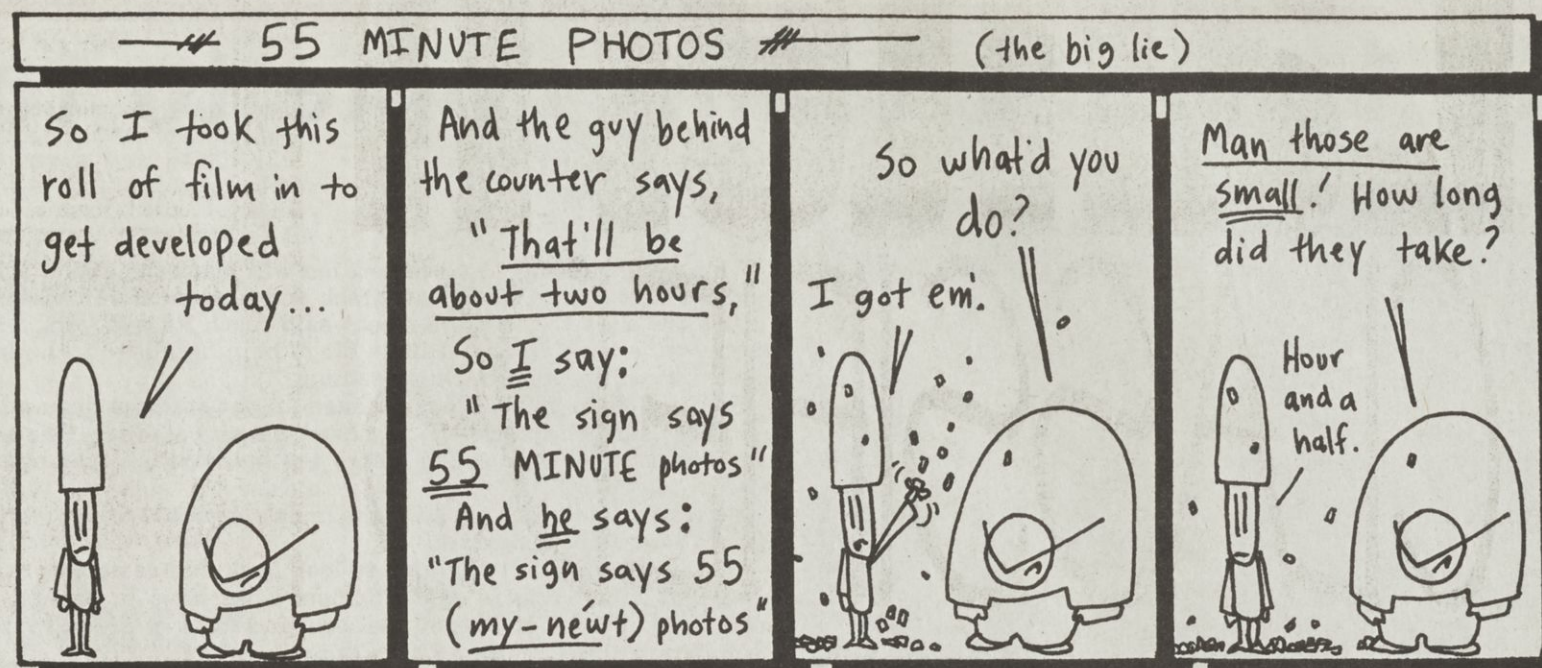 55 MINUTE PHOTOS
(the big lie)
So I took this
roll of film in to
get developed
today...
And the guy behind
the counter says,
"That'll be
about two hours,"
So I say:
"The sign says
55 MINUTE photos"
And he says:
"The sign says 55
(my-néwt) photos"
So what'd you
do?
I got em'.
Man those are
small! How long
did they take?
Hour
and a
half.